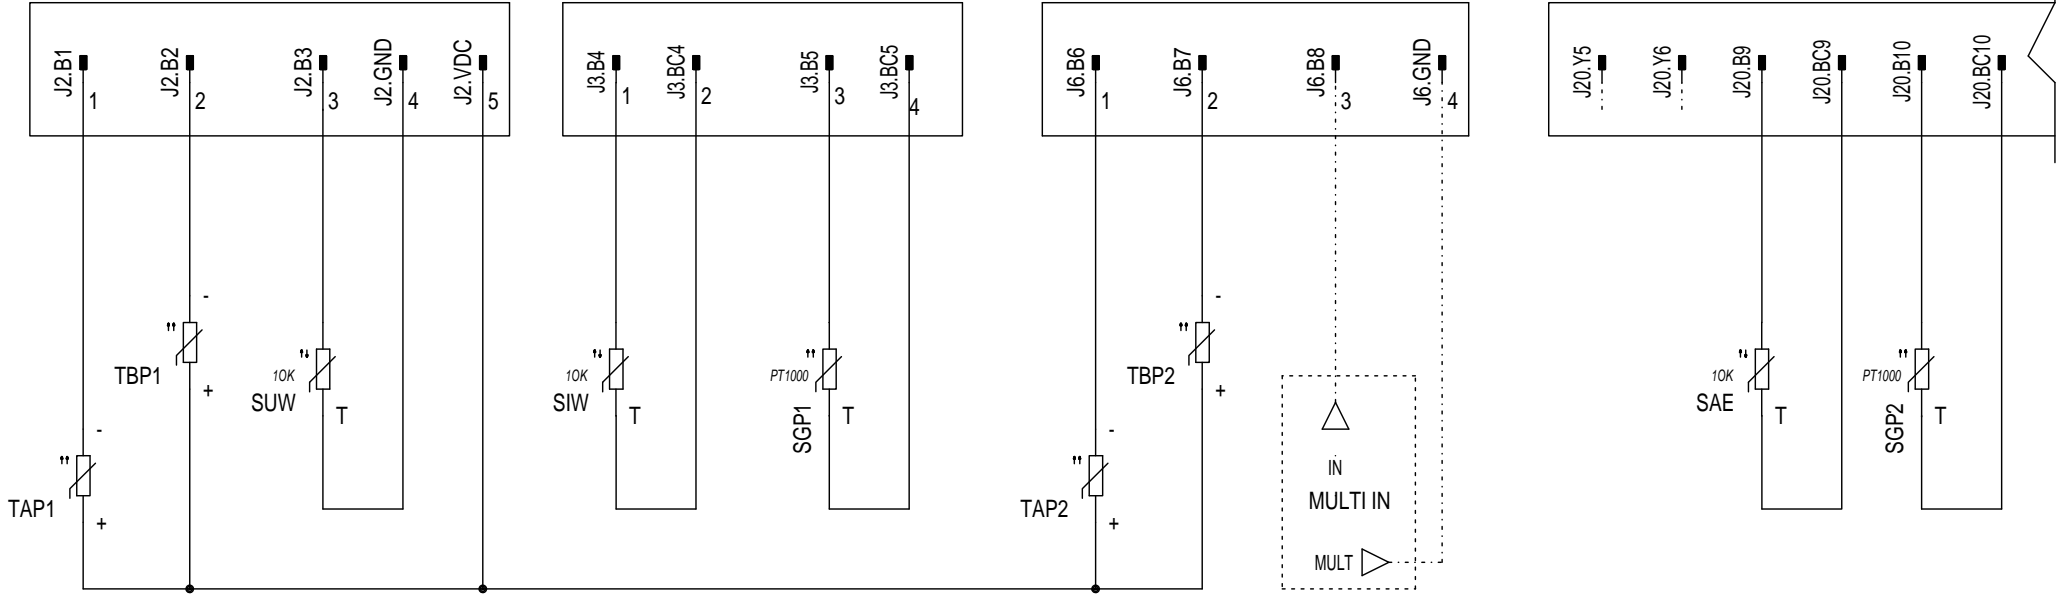 J2.B1
1
J2.B2
2
J2.B3
3
J2.GND
4
J2.VDC
5
J3.B4
1
J3.BC4
2
J3.B5
3
J3.BC5
4
J6.B6
1
J6.B7
2
J6.B8
3
J6.GND
4
J20.Y5
J20.Y6
J20.B9
J20.BC9
J20.B10
J20.BC10
-
TBP1
+
-
TAP1
+
10K
SUW
T
10K
SIW
T
PT1000
SGP1
T
-
TBP2
+
-
TAP2
+
IN
MULTI IN
MULT
10K
SAE
T
PT1000
SGP2
T